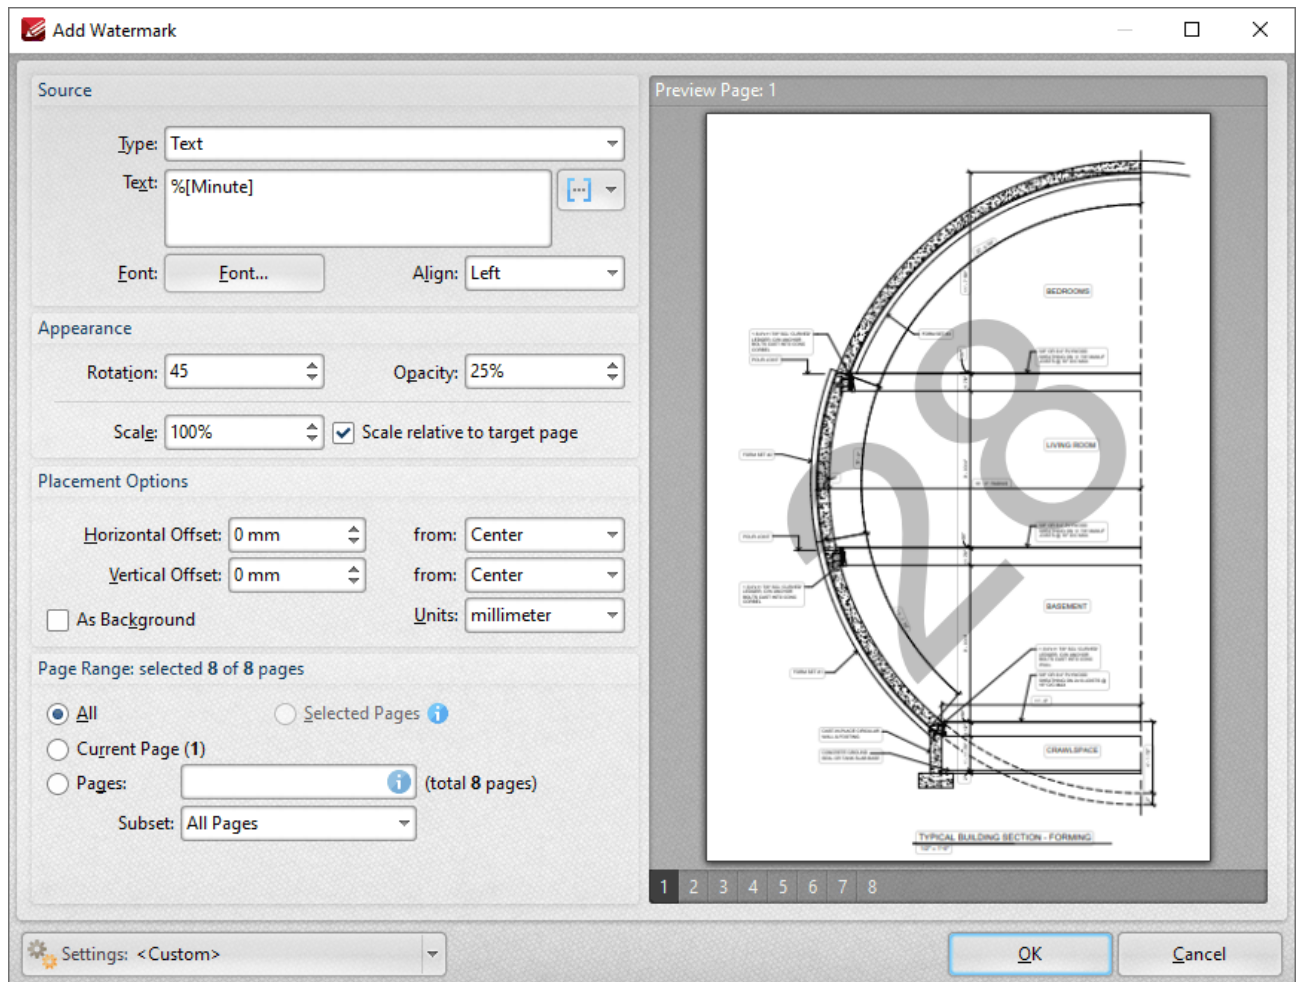 Add Watermark
Source
Type: Text
Text: %[Minute]
Font: Font... Align: Left
Appearance
Rotation: 45 Opacity: 25%
Scale: 100% Scale relative to target page
Placement Options
Horizontal Offset: 0 mm from: Center
Vertical Offset: 0 mm from: Center
As Background Units: millimeter
Page Range: selected 8 of 8 pages
All Selected Pages
Current Page (1)
Pages: (total 8 pages)
Subset: All Pages
Preview Page: 1
BEDROOMS
LIVING ROOM
28
BASEMENT
CRAWLSPACE
TYPICAL BUILDING SECTION - FORMING
1 2 3 4 5 6 7 8
Settings: <Custom>
OK Cancel